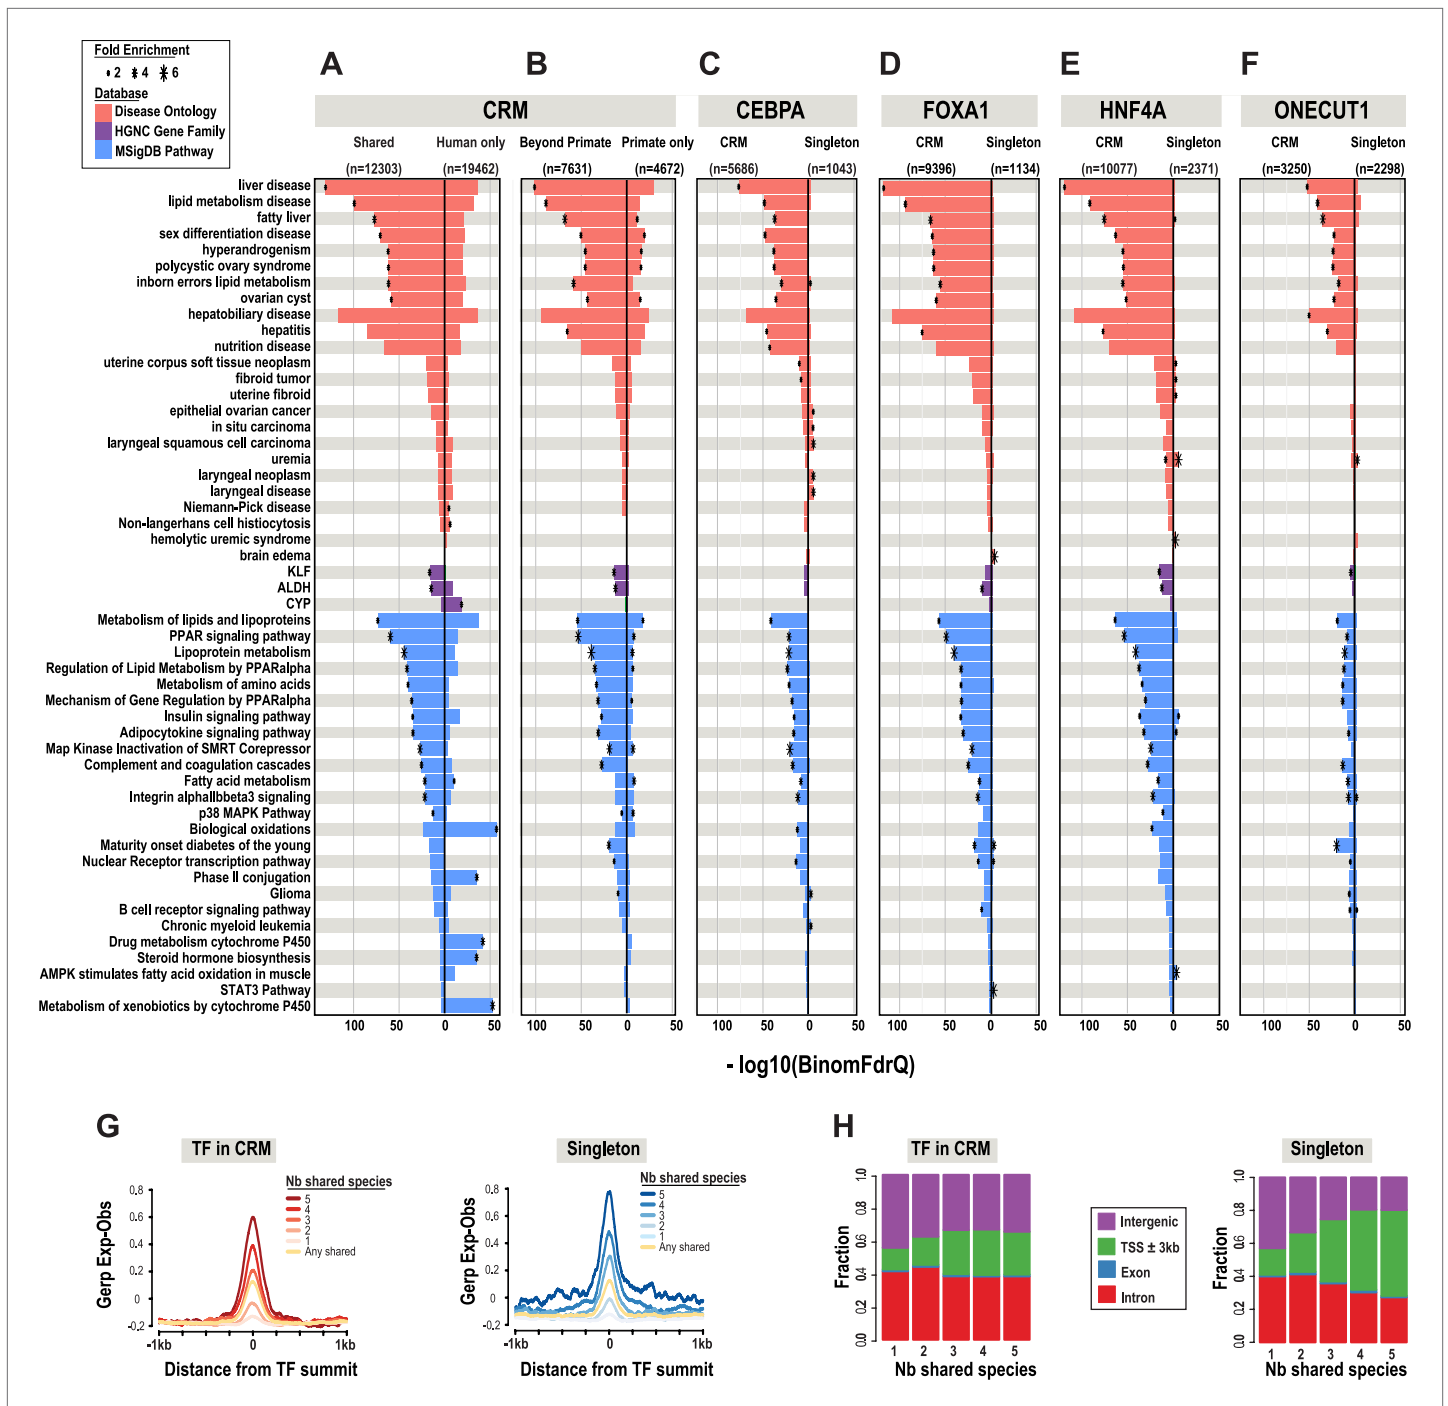 A B C D E F
Fold Enrichment
2 4 6
Database
Disease Ontology
HGNC Gene Family
MSigDB Pathway
CRM CEBPA FOXA1 HNF4A ONECUT1
Shared Human only Beyond Primate Primate only CRM Singleton CRM Singleton CRM Singleton CRM Singleton
(n=12303) (n=19462) (n=7631) (n=4672) (n=5686) (n=1043) (n=9396) (n=1134) (n=10077) (n=2371) (n=3250) (n=2298)
liver disease
lipid metabolism disease
fatty liver
sex differentiation disease
hyperandrogenism
polycystic ovary syndrome
inborn errors lipid metabolism
ovarian cyst
hepatobiliary disease
hepatitis
nutrition disease
uterine corpus soft tissue neoplasm
fibroid tumor
uterine fibroid
epithelial ovarian cancer
in situ carcinoma
laryngeal squamous cell carcinoma
uremia
laryngeal neoplasm
laryngeal disease
Niemann-Pick disease
Non-langerhans cell histiocytosis
hemolytic uremic syndrome
brain edema
KLF
ALDH
CYP
Metabolism of lipids and lipoproteins
PPAR signaling pathway
Lipoprotein metabolism
Regulation of Lipid Metabolism by PPARalpha
Metabolism of amino acids
Mechanism of Gene Regulation by PPARalpha
Insulin signaling pathway
Adipocytokine signaling pathway
Map Kinase Inactivation of SMRT Corepressor
Complement and coagulation cascades
Fatty acid metabolism
Integrin alphaIIbbeta3 signaling
p38 MAPK Pathway
Biological oxidations
Maturity onset diabetes of the young
Nuclear Receptor transcription pathway
Phase II conjugation
Glioma
B cell receptor signaling pathway
Chronic myeloid leukemia
Drug metabolism cytochrome P450
Steroid hormone biosynthesis
AMPK stimulates fatty acid oxidation in muscle
STAT3 Pathway
Metabolism of xenobiotics by cytochrome P450
100 50 0 50 100 50 0 50 100 50 0 50 100 50 0 50 100 50 0 50 100 50 0 50
- log10(BinomFdrQ)
G
TF in CRM
Nb shared species
5
4
3
2
1
Any shared
Gerp Exp-Obs
0.8
0.6
0.4
0.2
0
-0.2
-1kb 0 1kb
Distance from TF summit
Singleton
Nb shared species
5
4
3
2
1
Any shared
Gerp Exp-Obs
0.8
0.6
0.4
0.2
0
-0.2
-1kb 0 1kb
Distance from TF summit
H
TF in CRM
Fraction
1.0
0.8
0.6
0.4
0.2
0.0
1 2 3 4 5
Nb shared species
Intergenic
TSS ± 3kb
Exon
Intron
Singleton
Fraction
1.0
0.8
0.6
0.4
0.2
0.0
1 2 3 4 5
Nb shared species